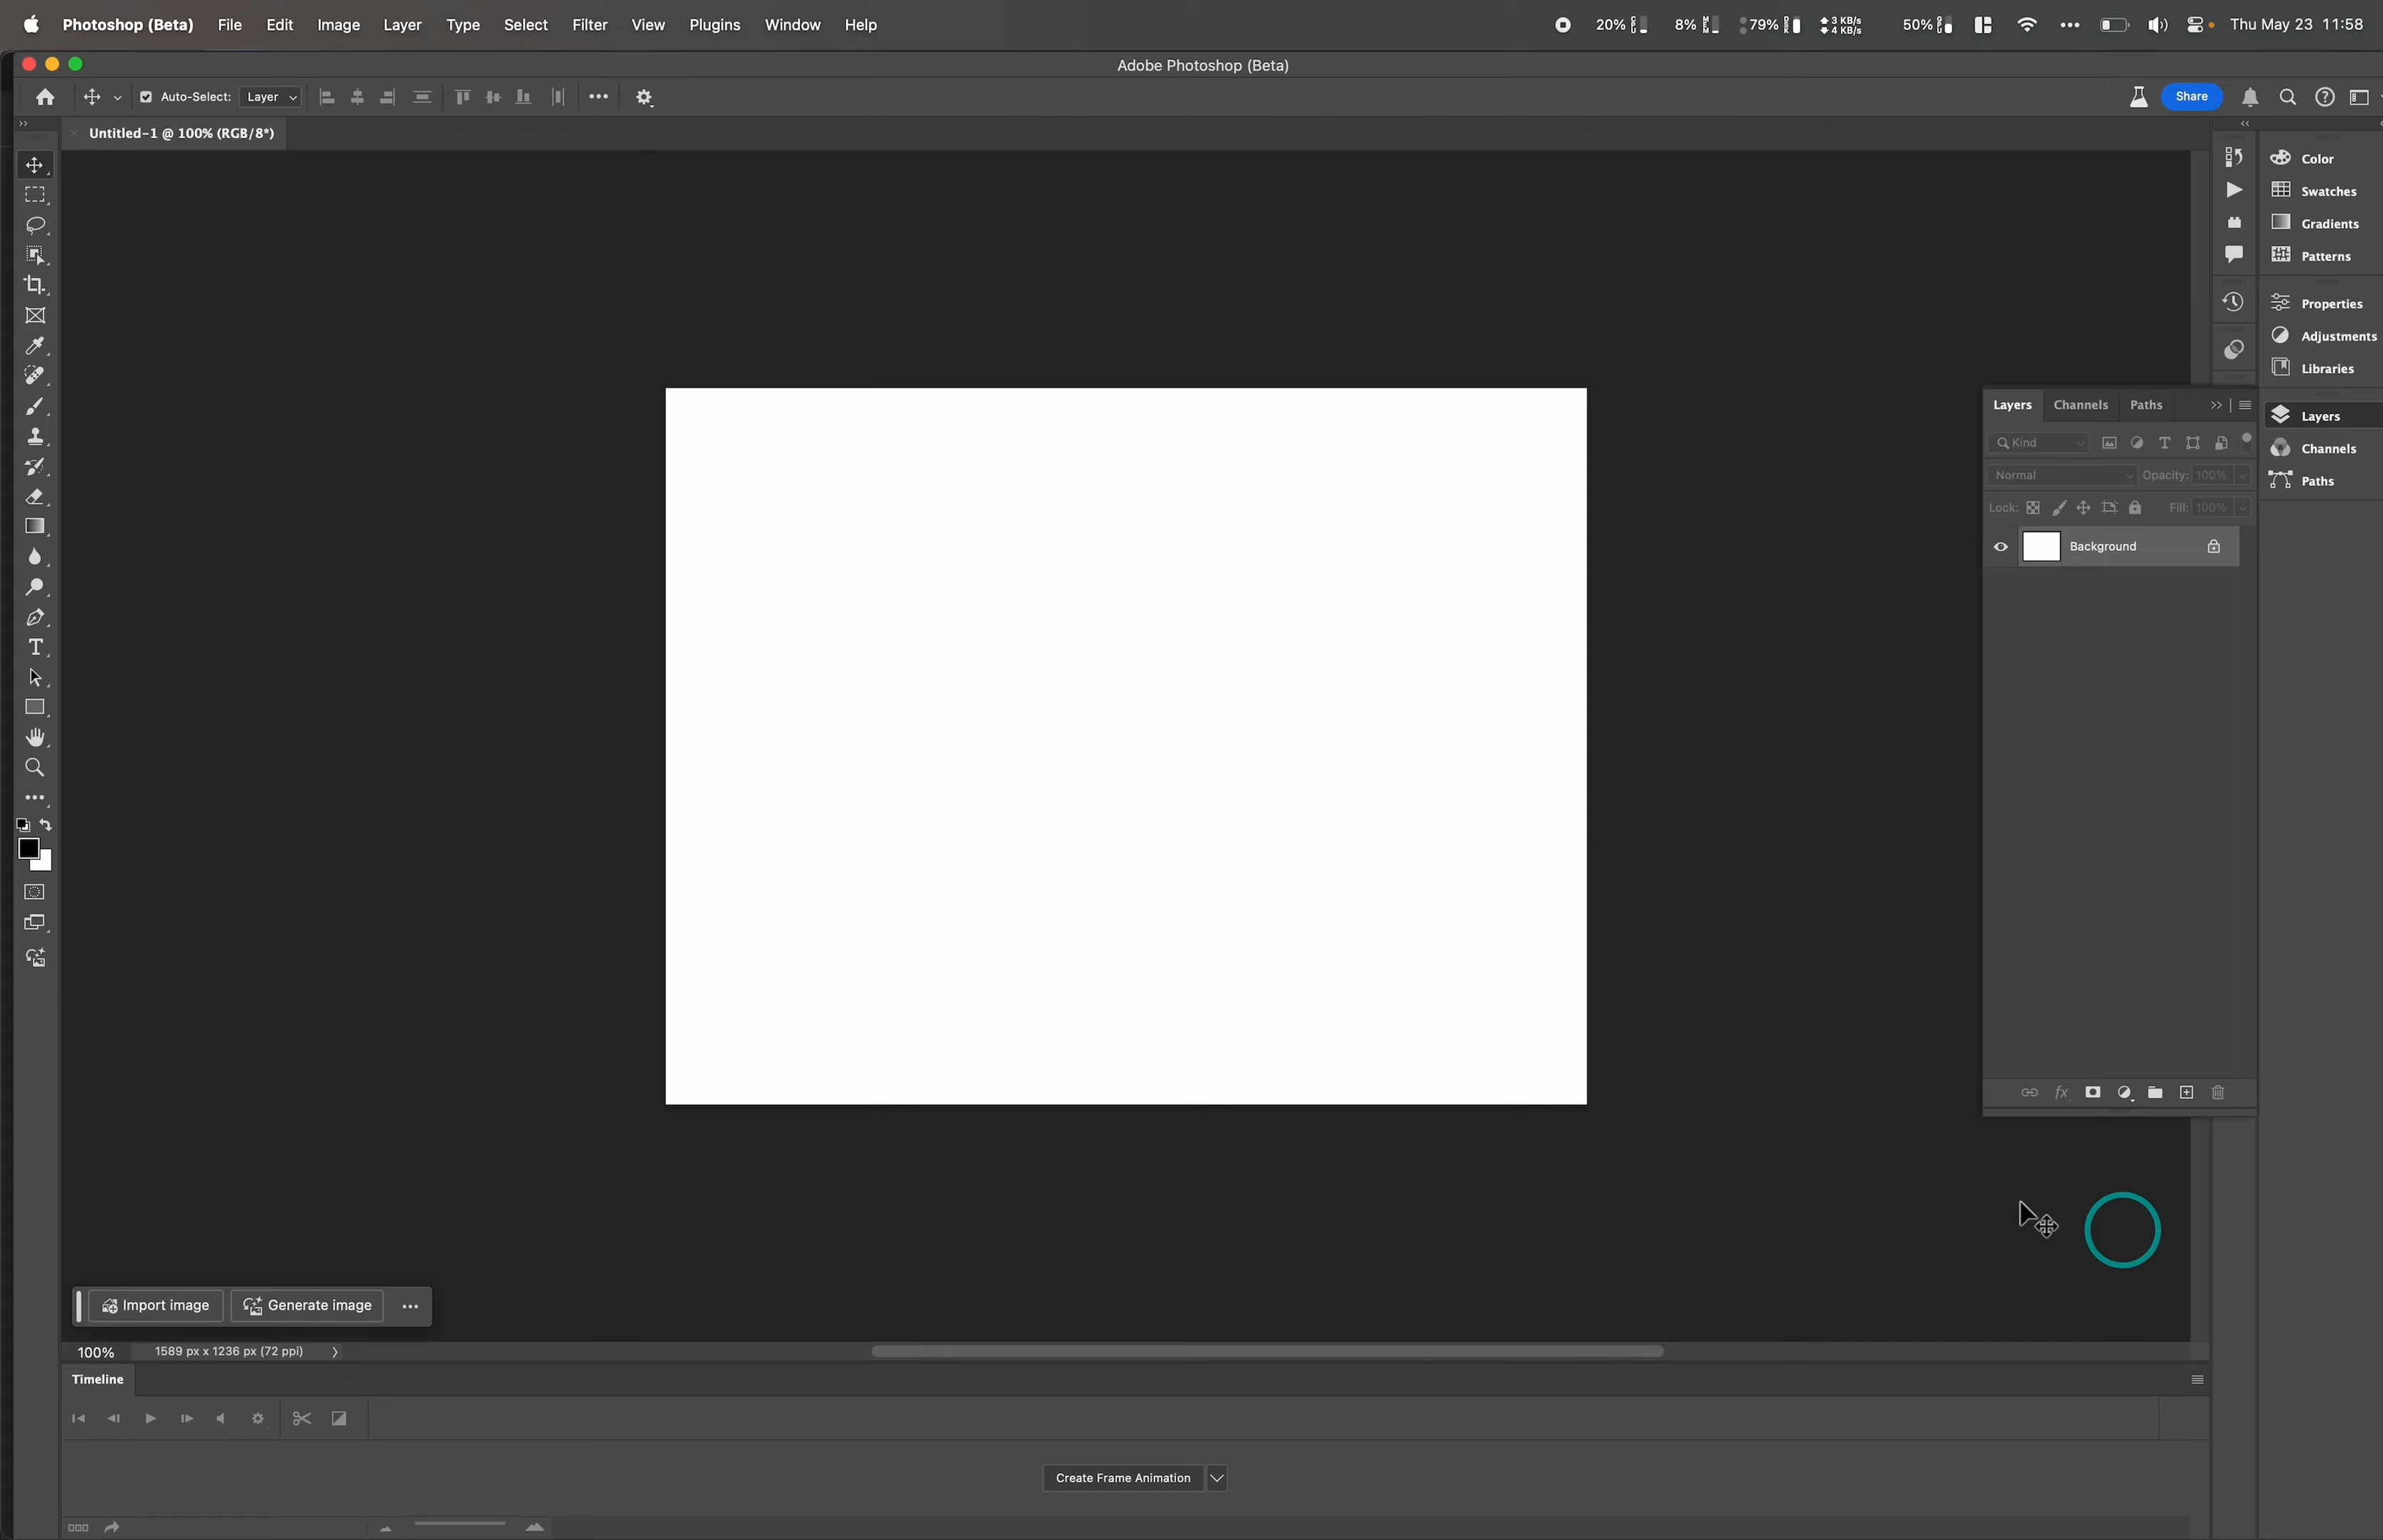 Photoshop (Beta) File Edit Image Layer Type Select Filter View Plugins Window Help 20% 8% 79% 3 KB/s 4 KB/s 50% Thu May 23 11:58
Adobe Photoshop (Beta)
Auto-Select: Layer Share
Untitled-1 @ 100% (RGB/8*)
Color
Swatches
Gradients
Patterns
Properties
Adjustments
Libraries
Layers
Channels
Paths
Layers Channels Paths
Kind
Normal Opacity: 100%
Lock: Fill: 100%
Background
Import image Generate image
100% 1589 px x 1236 px (72 ppi)
Timeline
Create Frame Animation